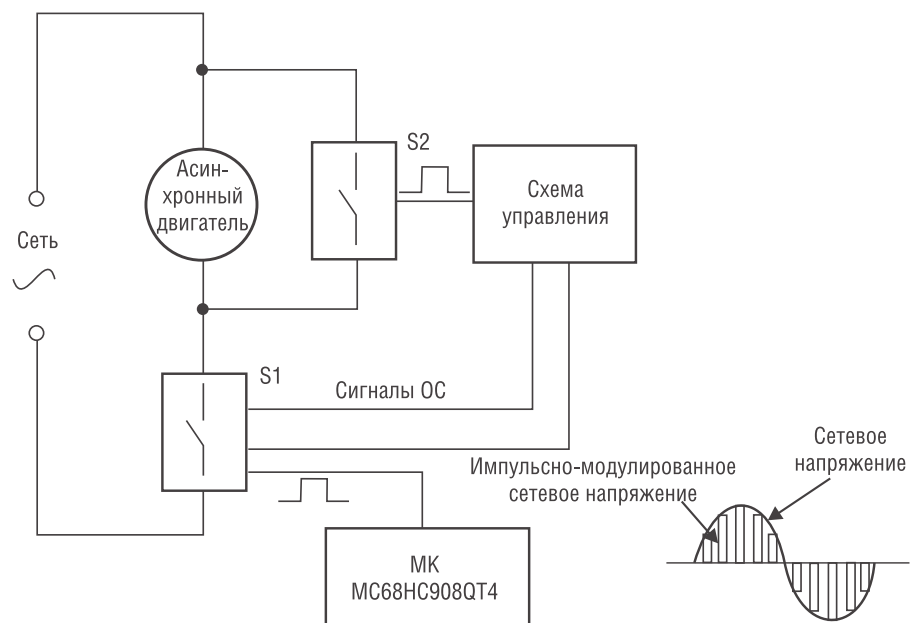 S2
Асин-
хронный
двигатель
Схема
управления
Сеть
S1
Сигналы ОС
Сетевое
напряжение
Импульсно-модулированное
сетевое напряжение
МК
MC68HC908QT4